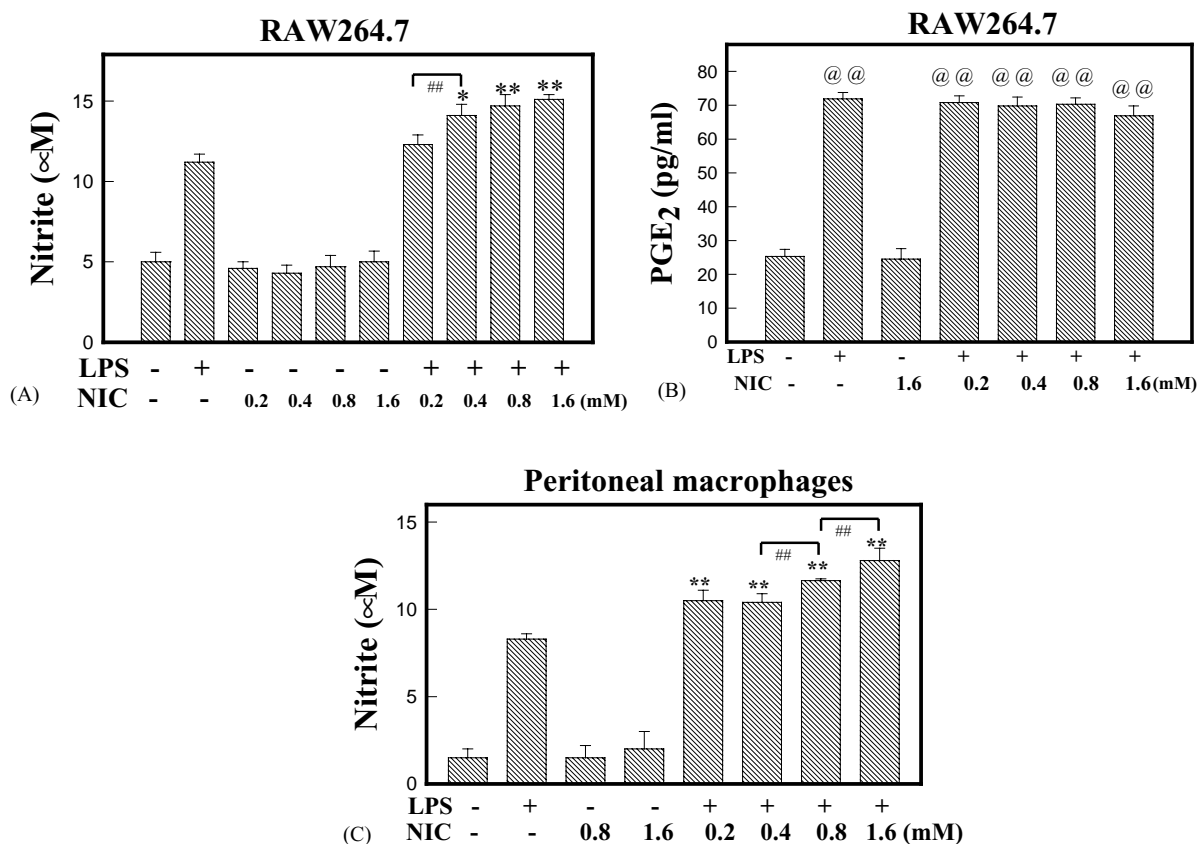 RAW264.7
Nitrite (∝M)
15
10
5
0
##
*
**
**
LPS - + - - - - + + + +
(A) NIC - - 0.2 0.4 0.8 1.6 0.2 0.4 0.8 1.6 (mM)
RAW264.7
PGE2 (pg/ml)
80
70
60
50
40
30
20
10
0
@@ @@ @@ @@ @@
LPS - + - + + + +
(B) NIC - - 1.6 0.2 0.4 0.8 1.6 (mM)
Peritoneal macrophages
Nitrite (∝M)
15
10
5
0
##
##
** ** ** **
LPS - + - - + + + +
(C) NIC - - 0.8 1.6 0.2 0.4 0.8 1.6 (mM)